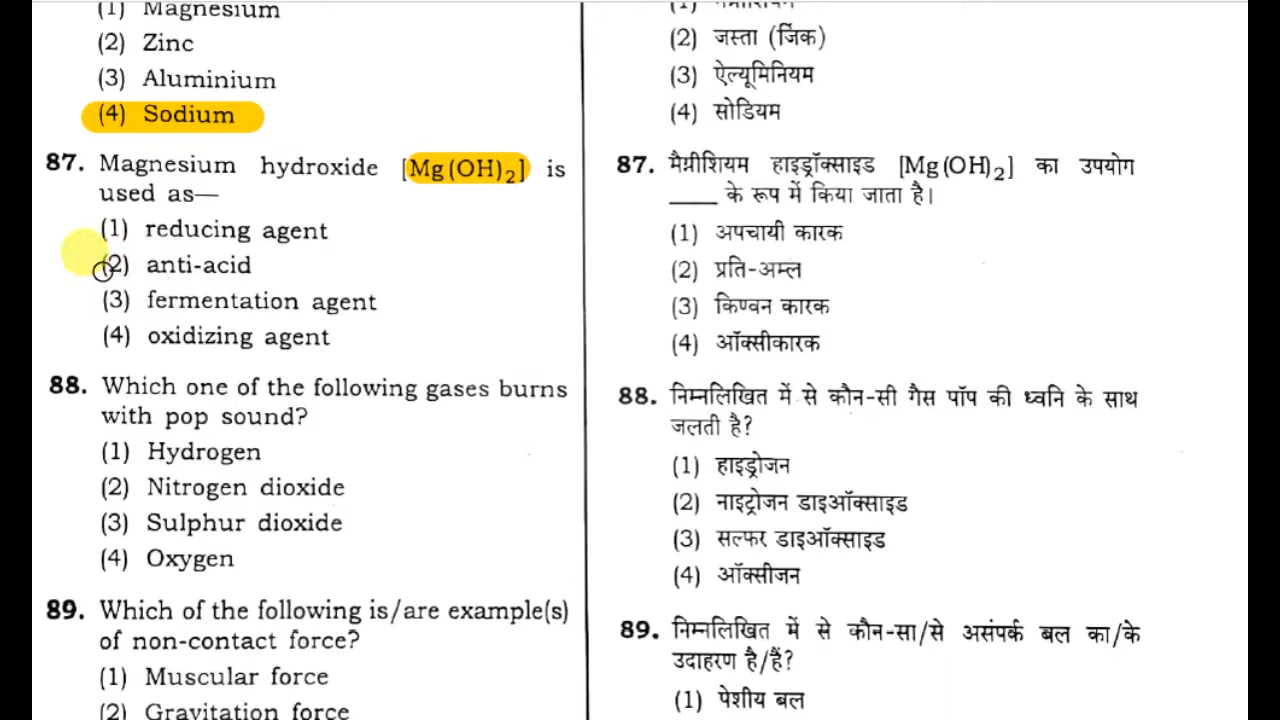 (1) Magnesium
(2) Zinc
(3) Aluminium
(4) Sodium
87. Magnesium hydroxide [Mg(OH)₂] is
used as—
(1) reducing agent
(2) anti-acid
(3) fermentation agent
(4) oxidizing agent
88. Which one of the following gases burns
with pop sound?
(1) Hydrogen
(2) Nitrogen dioxide
(3) Sulphur dioxide
(4) Oxygen
89. Which of the following is/are example(s)
of non-contact force?
(1) Muscular force
(2) Gravitation force
(2) जस्ता (जिंक)
(3) ऐल्यूमिनियम
(4) सोडियम
87. मैग्नीशियम हाइड्रॉक्साइड [Mg(OH)₂] का उपयोग
____ के रूप में किया जाता है।
(1) अपचायी कारक
(2) प्रति-अम्ल
(3) किण्वन कारक
(4) ऑक्सीकारक
88. निम्नलिखित में से कौन-सी गैस पॉप की ध्वनि के साथ
जलती है?
(1) हाइड्रोजन
(2) नाइट्रोजन डाइऑक्साइड
(3) सल्फर डाइऑक्साइड
(4) ऑक्सीजन
89. निम्नलिखित में से कौन-सा/से असंपर्क बल का/के
उदाहरण है/हैं?
(1) पेशीय बल